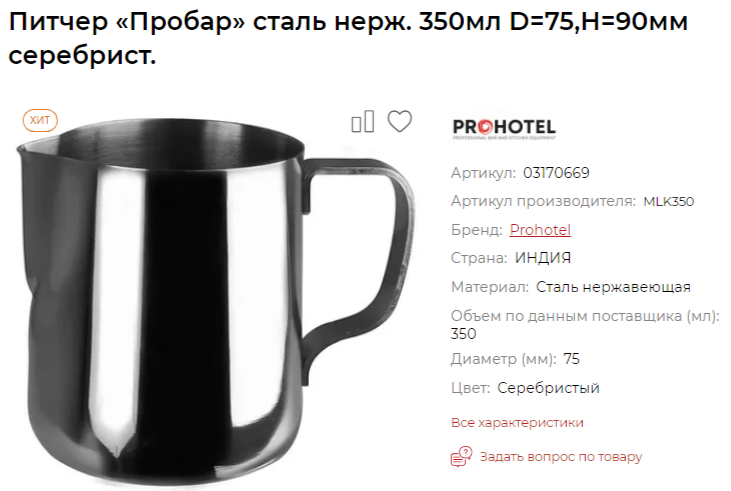 Питчер «Пробар» сталь нерж. 350мл D=75,H=90мм
серебрист.
ХИТ
PROHOTEL
PROFESSIONAL BAR AND KITCHEN EQUIPMENT
Артикул: 03170669
Артикул производителя: MLK350
Бренд: Prohotel
Страна: ИНДИЯ
Материал: Сталь нержавеющая
Объем по данным поставщика (мл):
350
Диаметр (мм): 75
Цвет: Серебристый
Все характеристики
Задать вопрос по товару